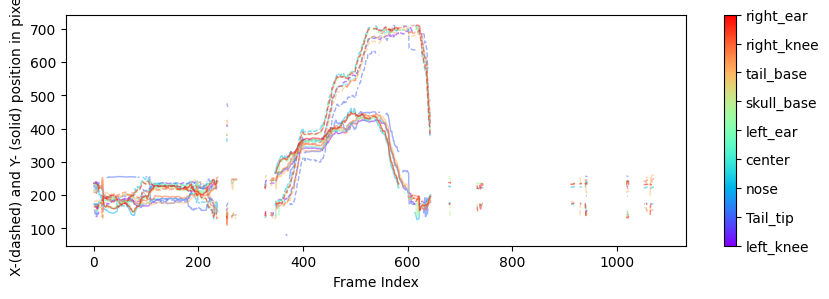 X-(dashed) and Y- (solid) position in pixe
700
600
500
400
300
200
100
0
200
400
600
800
1000
Frame Index
right_ear
right_knee
tail_base
skull_base
left_ear
center
nose
Tail_tip
left_knee